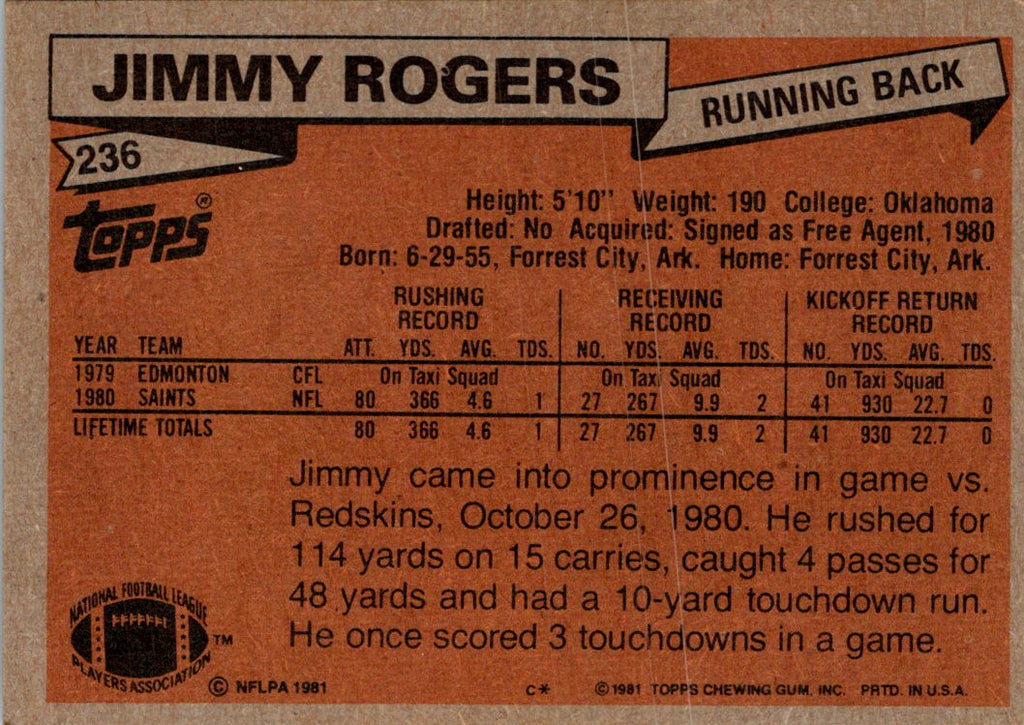 JIMMY ROGERS
RUNNING BACK
236
TOPPS ®
Height: 5'10'' Weight: 190 College: Oklahoma
Drafted: No Acquired: Signed as Free Agent, 1980
Born: 6-29-55, Forrest City, Ark. Home: Forrest City, Ark.
RUSHING RECORD RECEIVING RECORD KICKOFF RETURN RECORD
YEAR TEAM ATT. YDS. AVG. TDS. NO. YDS. AVG. TDS. NO. YDS. AVG. TDS.
1979 EDMONTON CFL On Taxi Squad On Taxi Squad On Taxi Squad
1980 SAINTS NFL 80 366 4.6 1 27 267 9.9 2 41 930 22.7 0
LIFETIME TOTALS 80 366 4.6 1 27 267 9.9 2 41 930 22.7 0
Jimmy came into prominence in game vs.
Redskins, October 26, 1980. He rushed for
114 yards on 15 carries, caught 4 passes for
48 yards and had a 10-yard touchdown run.
He once scored 3 touchdowns in a game.
NATIONAL FOOTBALL LEAGUE
PLAYERS ASSOCIATION
TM
© NFLPA 1981 C* © 1981 TOPPS CHEWING GUM, INC. PRTD. IN U.S.A.